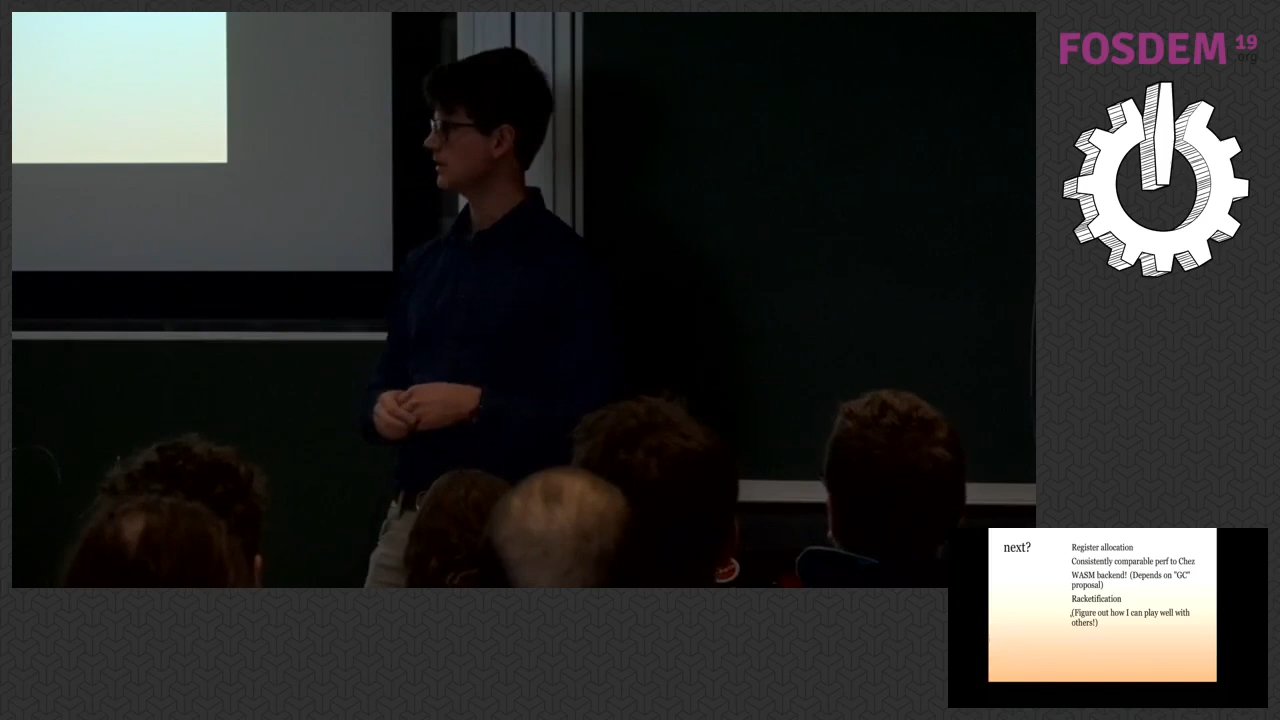 FOSDEM 19
.org
next?
Register allocation
Consistently comparable perf to Chez
WASM backend! (Depends on "GC"
proposal)
Racketification
(Figure out how I can play well with
others!)